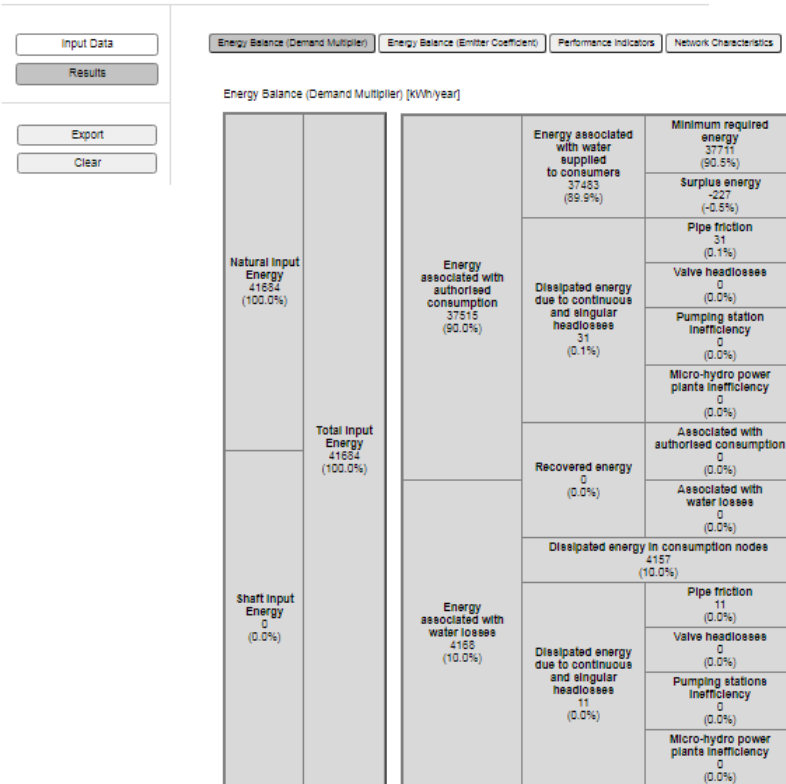 Input Data
Results
Export
Clear
Energy Balance (Demand Multiplier)
Energy Balance (Emitter Coefficient)
Performance Indicators
Network Characteristics
Energy Balance (Demand Multiplier) [kWh/year]
Natural Input
Energy
41684
(100.0%)
Shaft Input
Energy
0
(0.0%)
Total Input
Energy
41684
(100.0%)
Energy
associated with
authorised
consumption
37515
(90.0%)
Energy
associated with
water losses
4168
(10.0%)
Energy associated
with water
supplied
to consumers
37483
(89.9%)
Minimum required
energy
37711
(90.5%)
Surplus energy
-227
(-0.5%)
Dissipated energy
due to continuous
and singular
headlosses
31
(0.1%)
Pipe friction
31
(0.1%)
Valve headlosses
0
(0.0%)
Pumping station
inefficiency
0
(0.0%)
Micro-hydro power
plants inefficiency
0
(0.0%)
Recovered energy
0
(0.0%)
Associated with
authorised consumption
0
(0.0%)
Associated with
water losses
0
(0.0%)
Dissipated energy in consumption nodes
4157
(10.0%)
Dissipated energy
due to continuous
and singular
headlosses
11
(0.0%)
Pipe friction
11
(0.0%)
Valve headlosses
0
(0.0%)
Pumping stations
inefficiency
0
(0.0%)
Micro-hydro power
plants inefficiency
0
(0.0%)